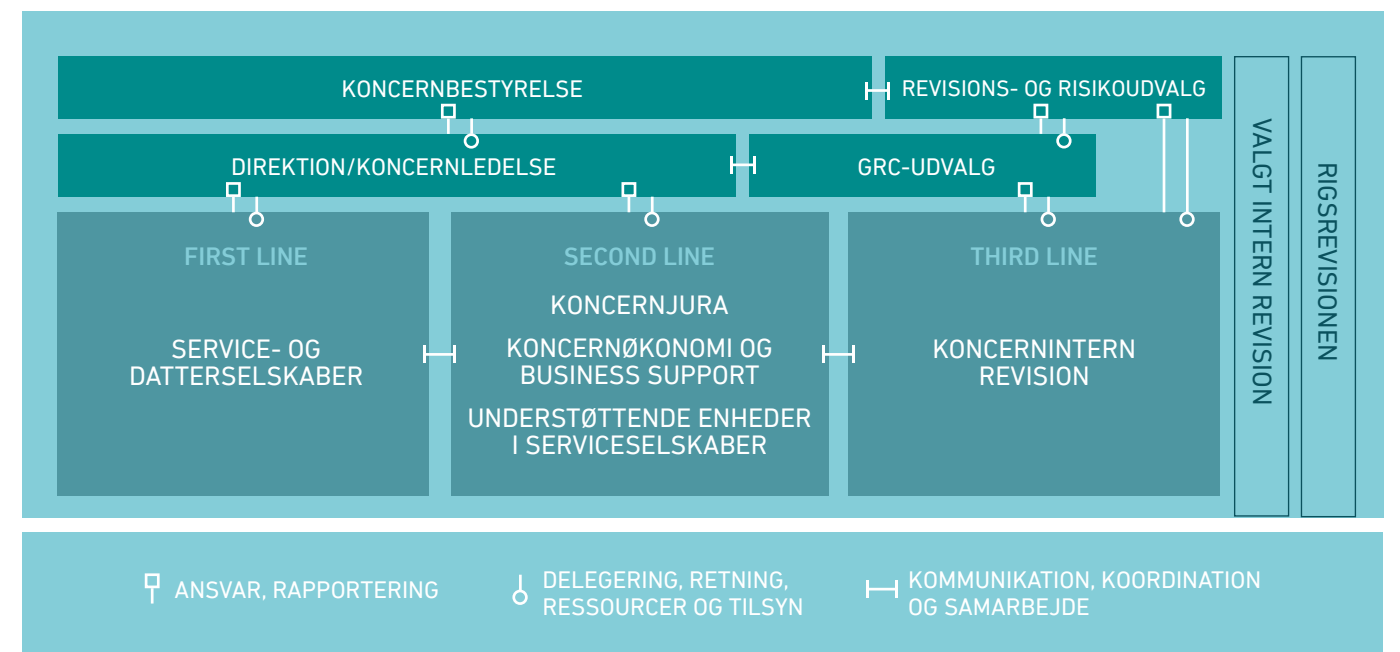 KONCERNBESTYRELSE
REVISIONS- OG RISIKOUDVALG
DIREKTION/KONCERNLEDELSE
GRC-UDVALG
FIRST LINE
SERVICE- OG
DATTERSELSKABER
SECOND LINE
KONCERNJURA
KONCERNØKONOMI OG
BUSINESS SUPPORT
UNDERSTØTTENDE ENHEDER
I SERVICESELSKABER
THIRD LINE
KONCERNINTERN
REVISION
VALGT INTERN REVISION
RIGSREVISIONEN
ANSVAR, RAPPORTERING
DELEGERING, RETNING,
RESSOURCER OG TILSYN
KOMMUNIKATION, KOORDINATION
OG SAMARBEJDE